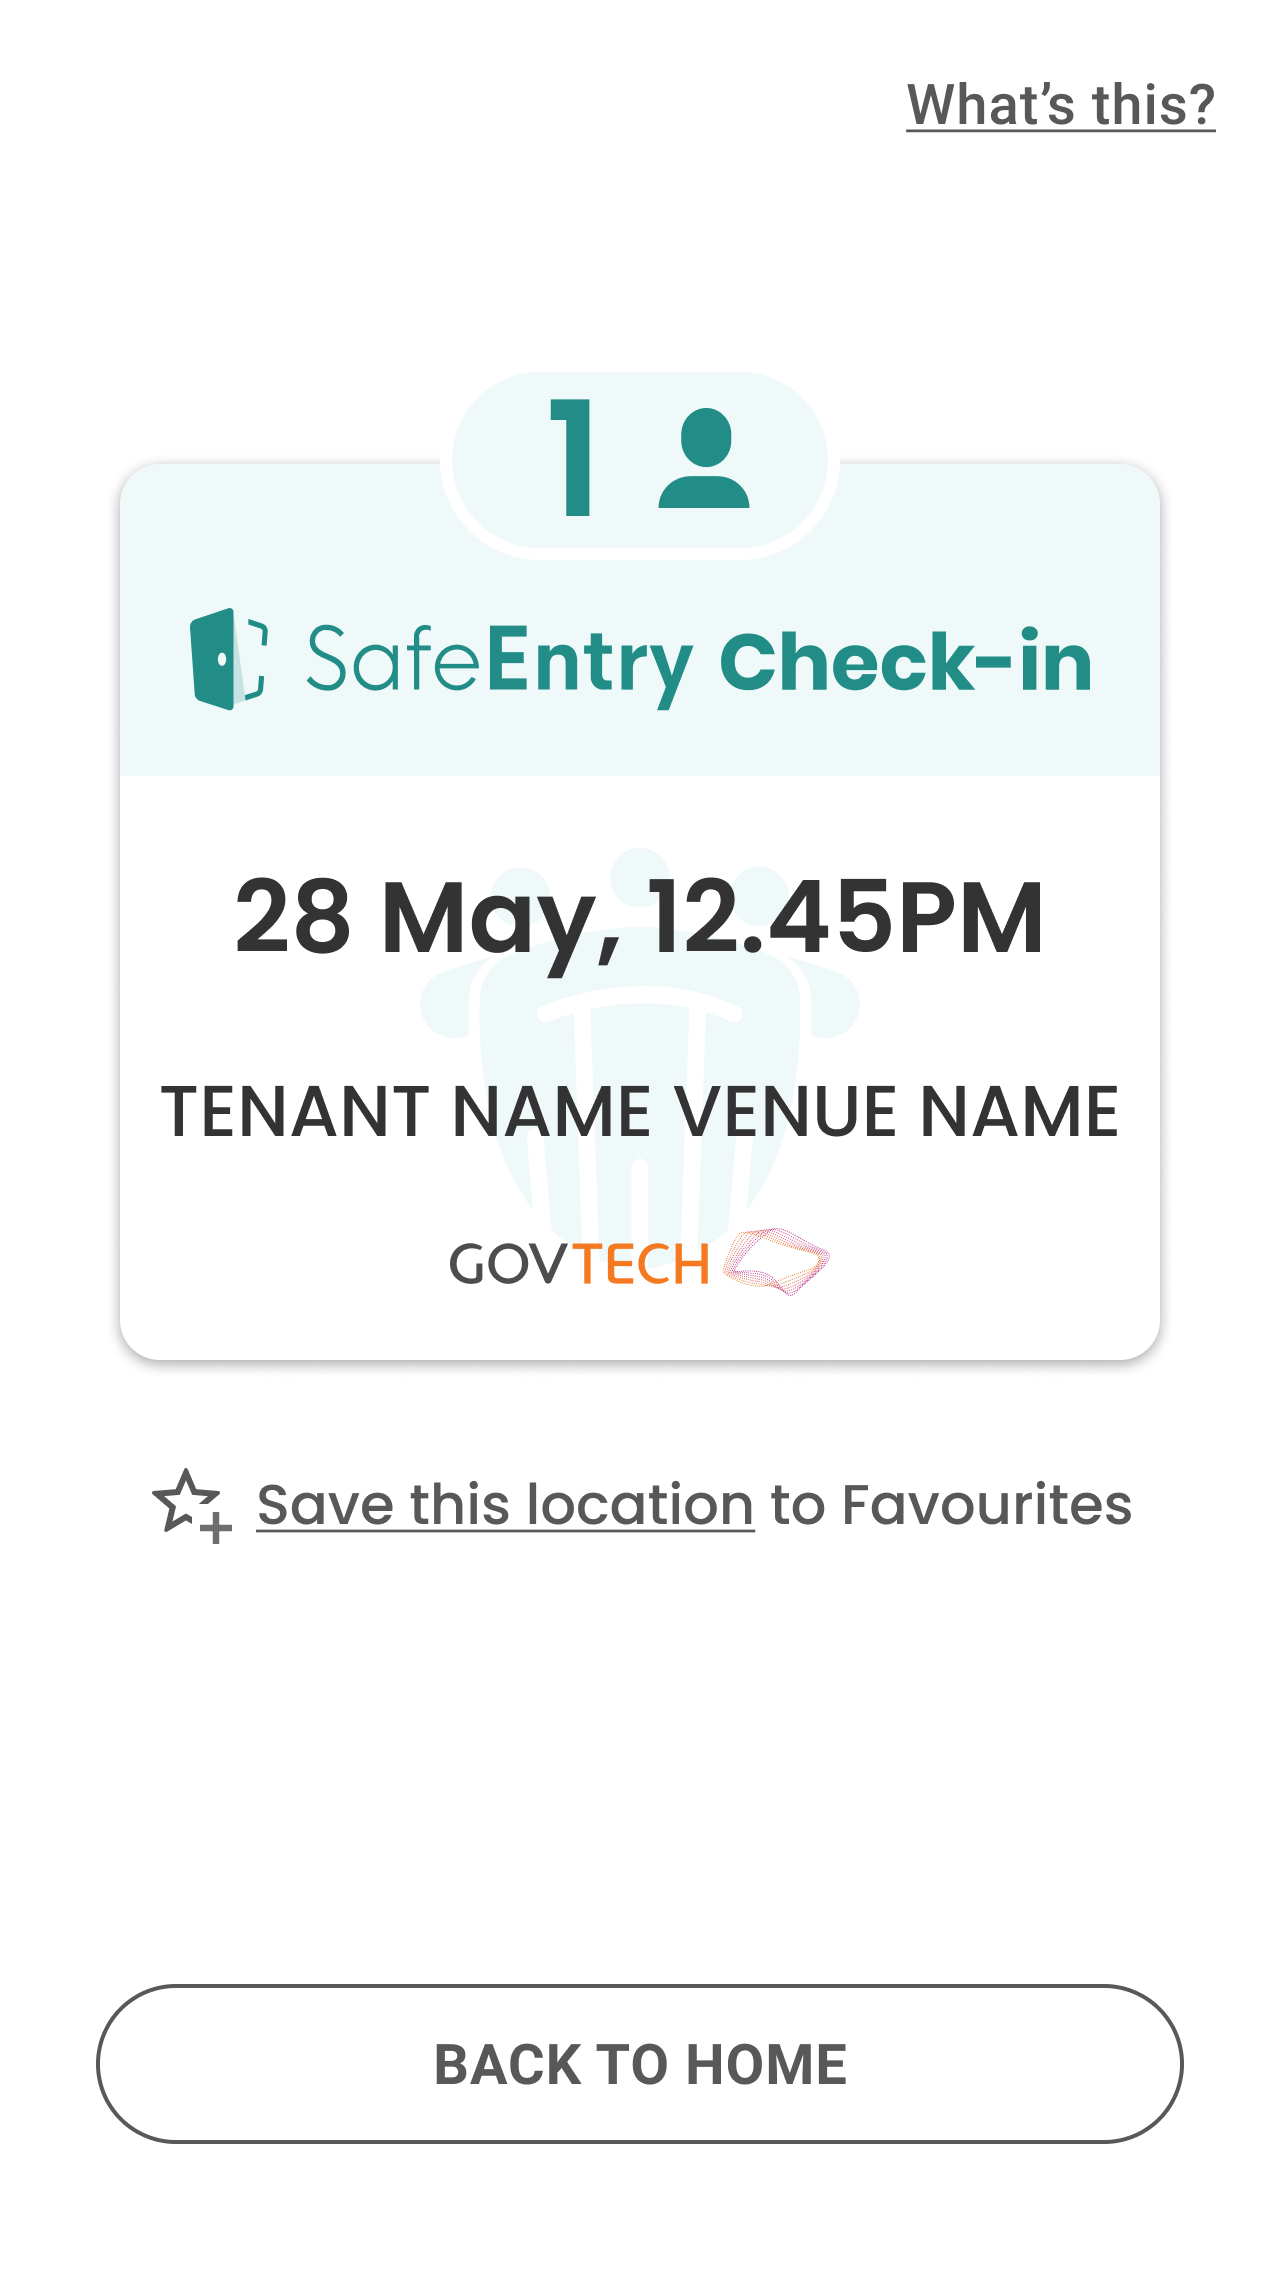 What’s this?
1
SafeEntry Check-in
28 May, 12.45PM
TENANT NAME VENUE NAME
GOVTECH
Save this location to Favourites
BACK TO HOME